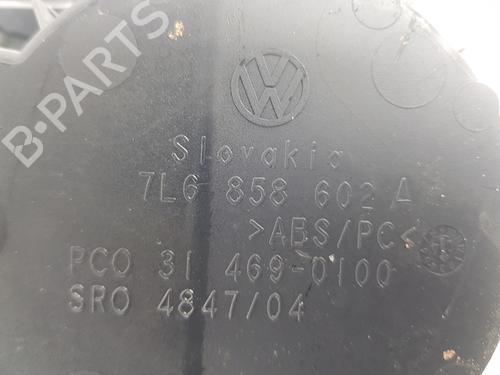 B-PARTS
Slovakia
7L6 858 602 A
>ABS/PC<
PCO 31 469-0100
SRO 4847/04